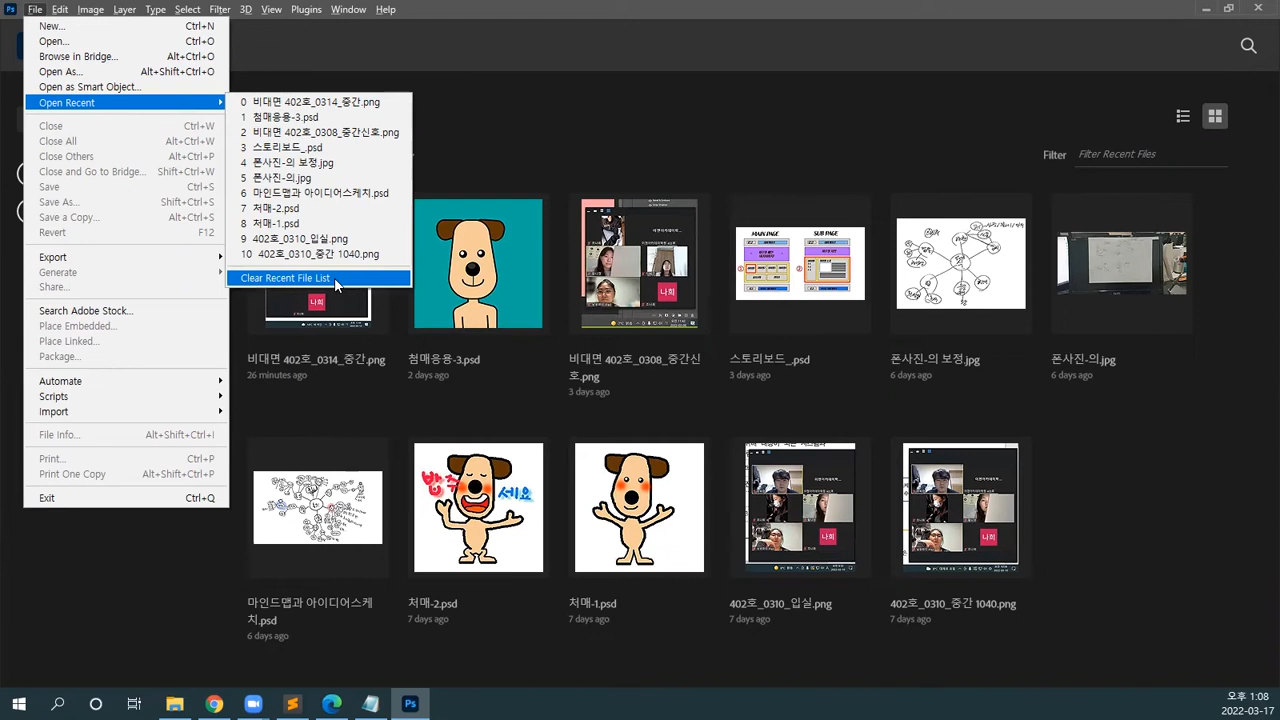 Ps File Edit Image Layer Type Select Filter 3D View Plugins Window Help
New... Ctrl+N
Open... Ctrl+O
Browse in Bridge... Alt+Ctrl+O
Open As... Alt+Shift+Ctrl+O
Open as Smart Object...
Open Recent
Close Ctrl+W
Close All Alt+Ctrl+W
Close Others Alt+Ctrl+P
Close and Go to Bridge... Shift+Ctrl+W
Save Ctrl+S
Save As... Shift+Ctrl+S
Save a Copy... Alt+Ctrl+S
Revert F12
Export
Generate
Share...
Search Adobe Stock...
Place Embedded...
Place Linked...
Package...
Automate
Scripts
Import
File Info... Alt+Shift+Ctrl+I
Print... Ctrl+P
Print One Copy Alt+Shift+Ctrl+P
Exit Ctrl+Q
0 비대면 402호_0314_중간.png
1 첨매응용-3.psd
2 비대면 402호_0308_중간신호.png
3 스토리보드_.psd
4 폰사진-의 보정.jpg
5 폰사진-의.jpg
6 마인드맵과 아이디어스케치.psd
7 처매-2.psd
8 처매-1.psd
9 402호_0310_입실.png
10 402호_0310_중간 1040.png
Clear Recent File List
Filter Filter Recent Files
MAIN PAGE SUB PAGE
나희
나희
비대면 402호_0314_중간.png
26 minutes ago
첨매응용-3.psd
2 days ago
비대면 402호_0308_중간신
호.png
3 days ago
스토리보드_.psd
3 days ago
폰사진-의 보정.jpg
6 days ago
폰사진-의.jpg
6 days ago
밥주
세요
나희
나희
마인드맵과 아이디어스케
치.psd
6 days ago
처매-2.psd
7 days ago
처매-1.psd
7 days ago
402호_0310_입실.png
7 days ago
402호_0310_중간 1040.png
7 days ago
Ps
오후 1:08
2022-03-17